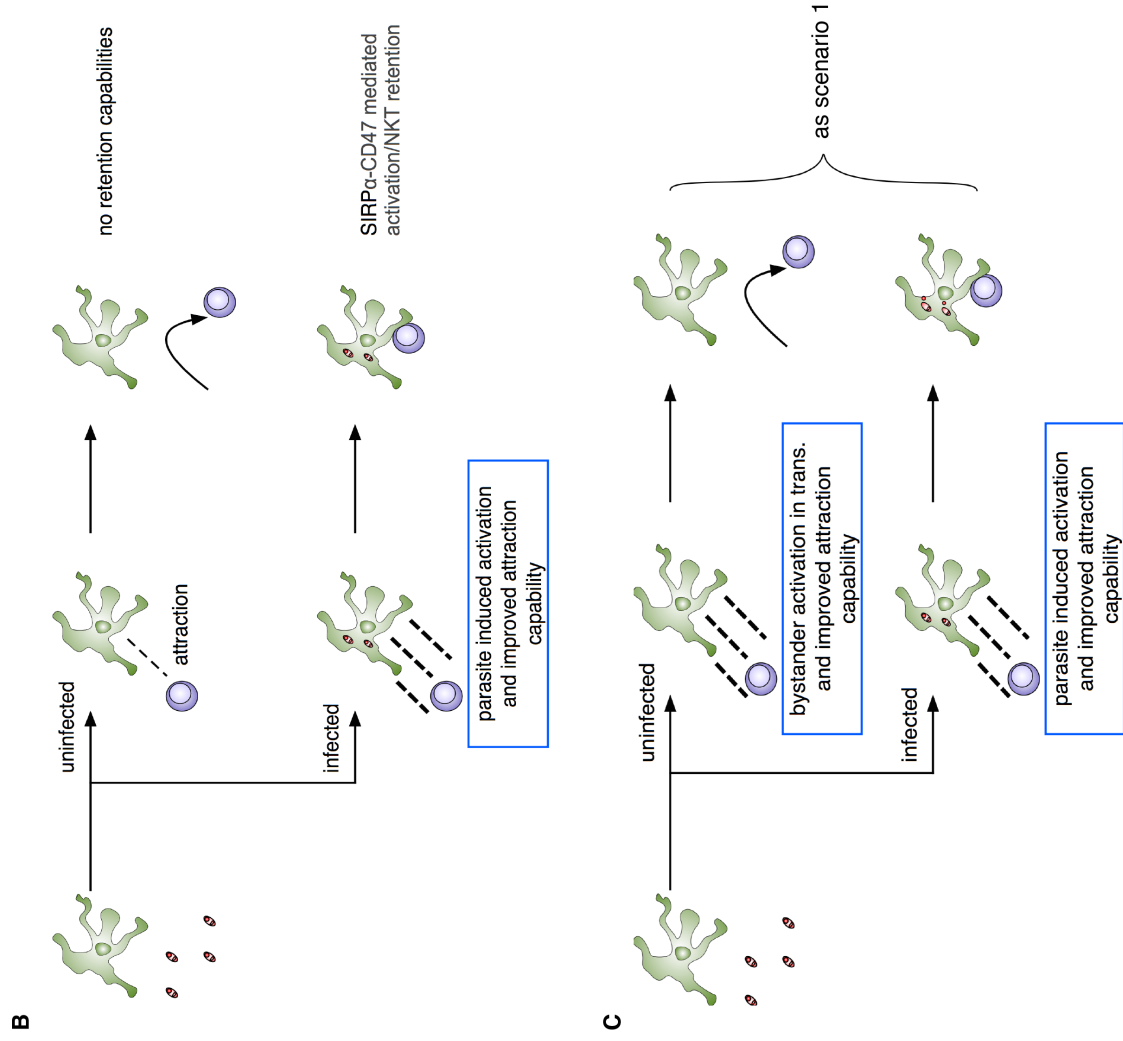 B
uninfected
attraction
no retention capabilities
infected
parasite induced activation
and improved attraction
capability
SIRPα-CD47 mediated
activation/NKT retention
C
uninfected
bystander activation in trans.
and improved attraction
capability
infected
parasite induced activation
and improved attraction
capability
as scenario 1